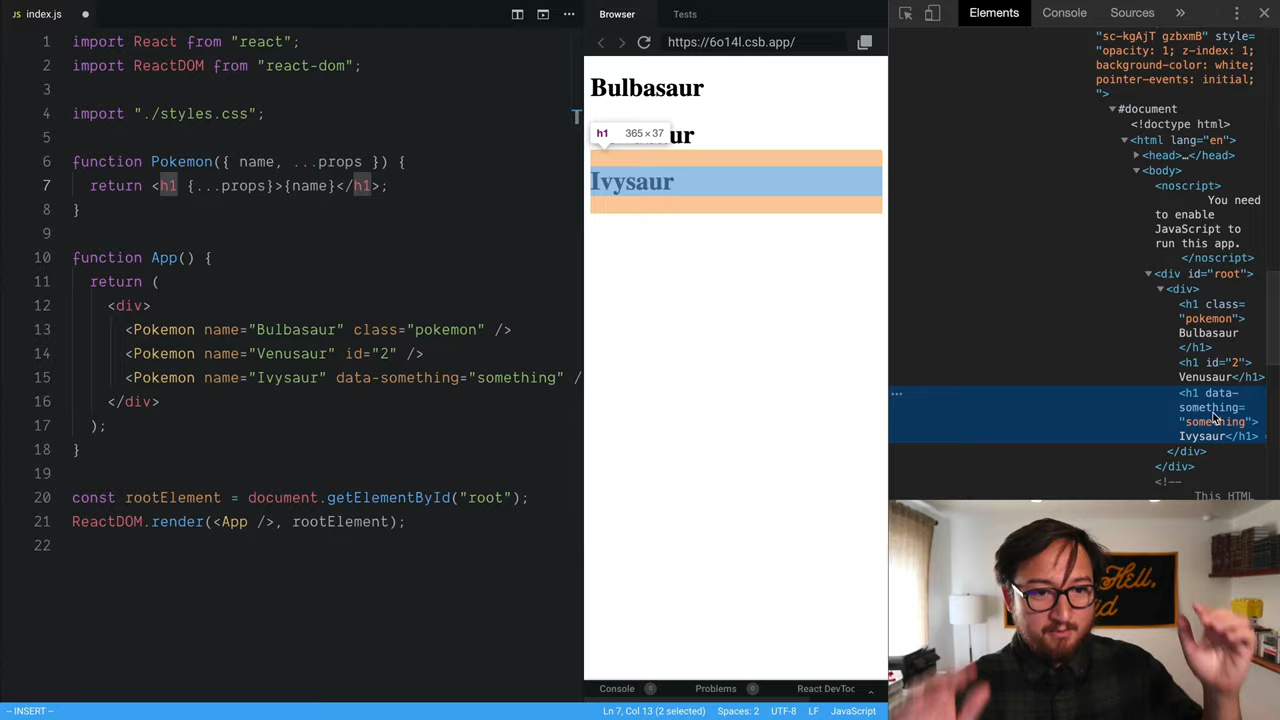 JS index.js
1 import React from "react";
2 import ReactDOM from "react-dom";
3
4 import "./styles.css";
5
6 function Pokemon({ name, ...props }) {
7 return <h1 {...props}>{name}</h1>;
8 }
9
10 function App() {
11 return (
12 <div>
13 <Pokemon name="Bulbasaur" class="pokemon" />
14 <Pokemon name="Venusaur" id="2" />
15 <Pokemon name="Ivysaur" data-something="something" /
16 </div>
17 );
18 }
19
20 const rootElement = document.getElementById("root");
21 ReactDOM.render(<App />, rootElement);
22
-- INSERT --
Ln 7, Col 13 (2 selected) Spaces: 2 UTF-8 LF JavaScript
Browser Tests
https://6o14l.csb.app/
Bulbasaur
h1 365 × 37
ur
Ivysaur
Console 0 Problems 0 React DevToc
Elements Console Sources »
"sc-kgAjT gzbxmB" style=
"opacity: 1; z-index: 1;
background-color: white;
pointer-events: initial;
">
#document
<!doctype html>
<html lang="en">
<head>…</head>
<body>
<noscript>
You need
to enable
JavaScript to
run this app.
</noscript>
<div id="root">
<div>
<h1 class=
"pokemon">
Bulbasaur
</h1>
<h1 id="2">
Venusaur</h1>
<h1 data-
something=
"something">
Ivysaur</h1>
</div>
</div>
<!--
This HTML
Hell,